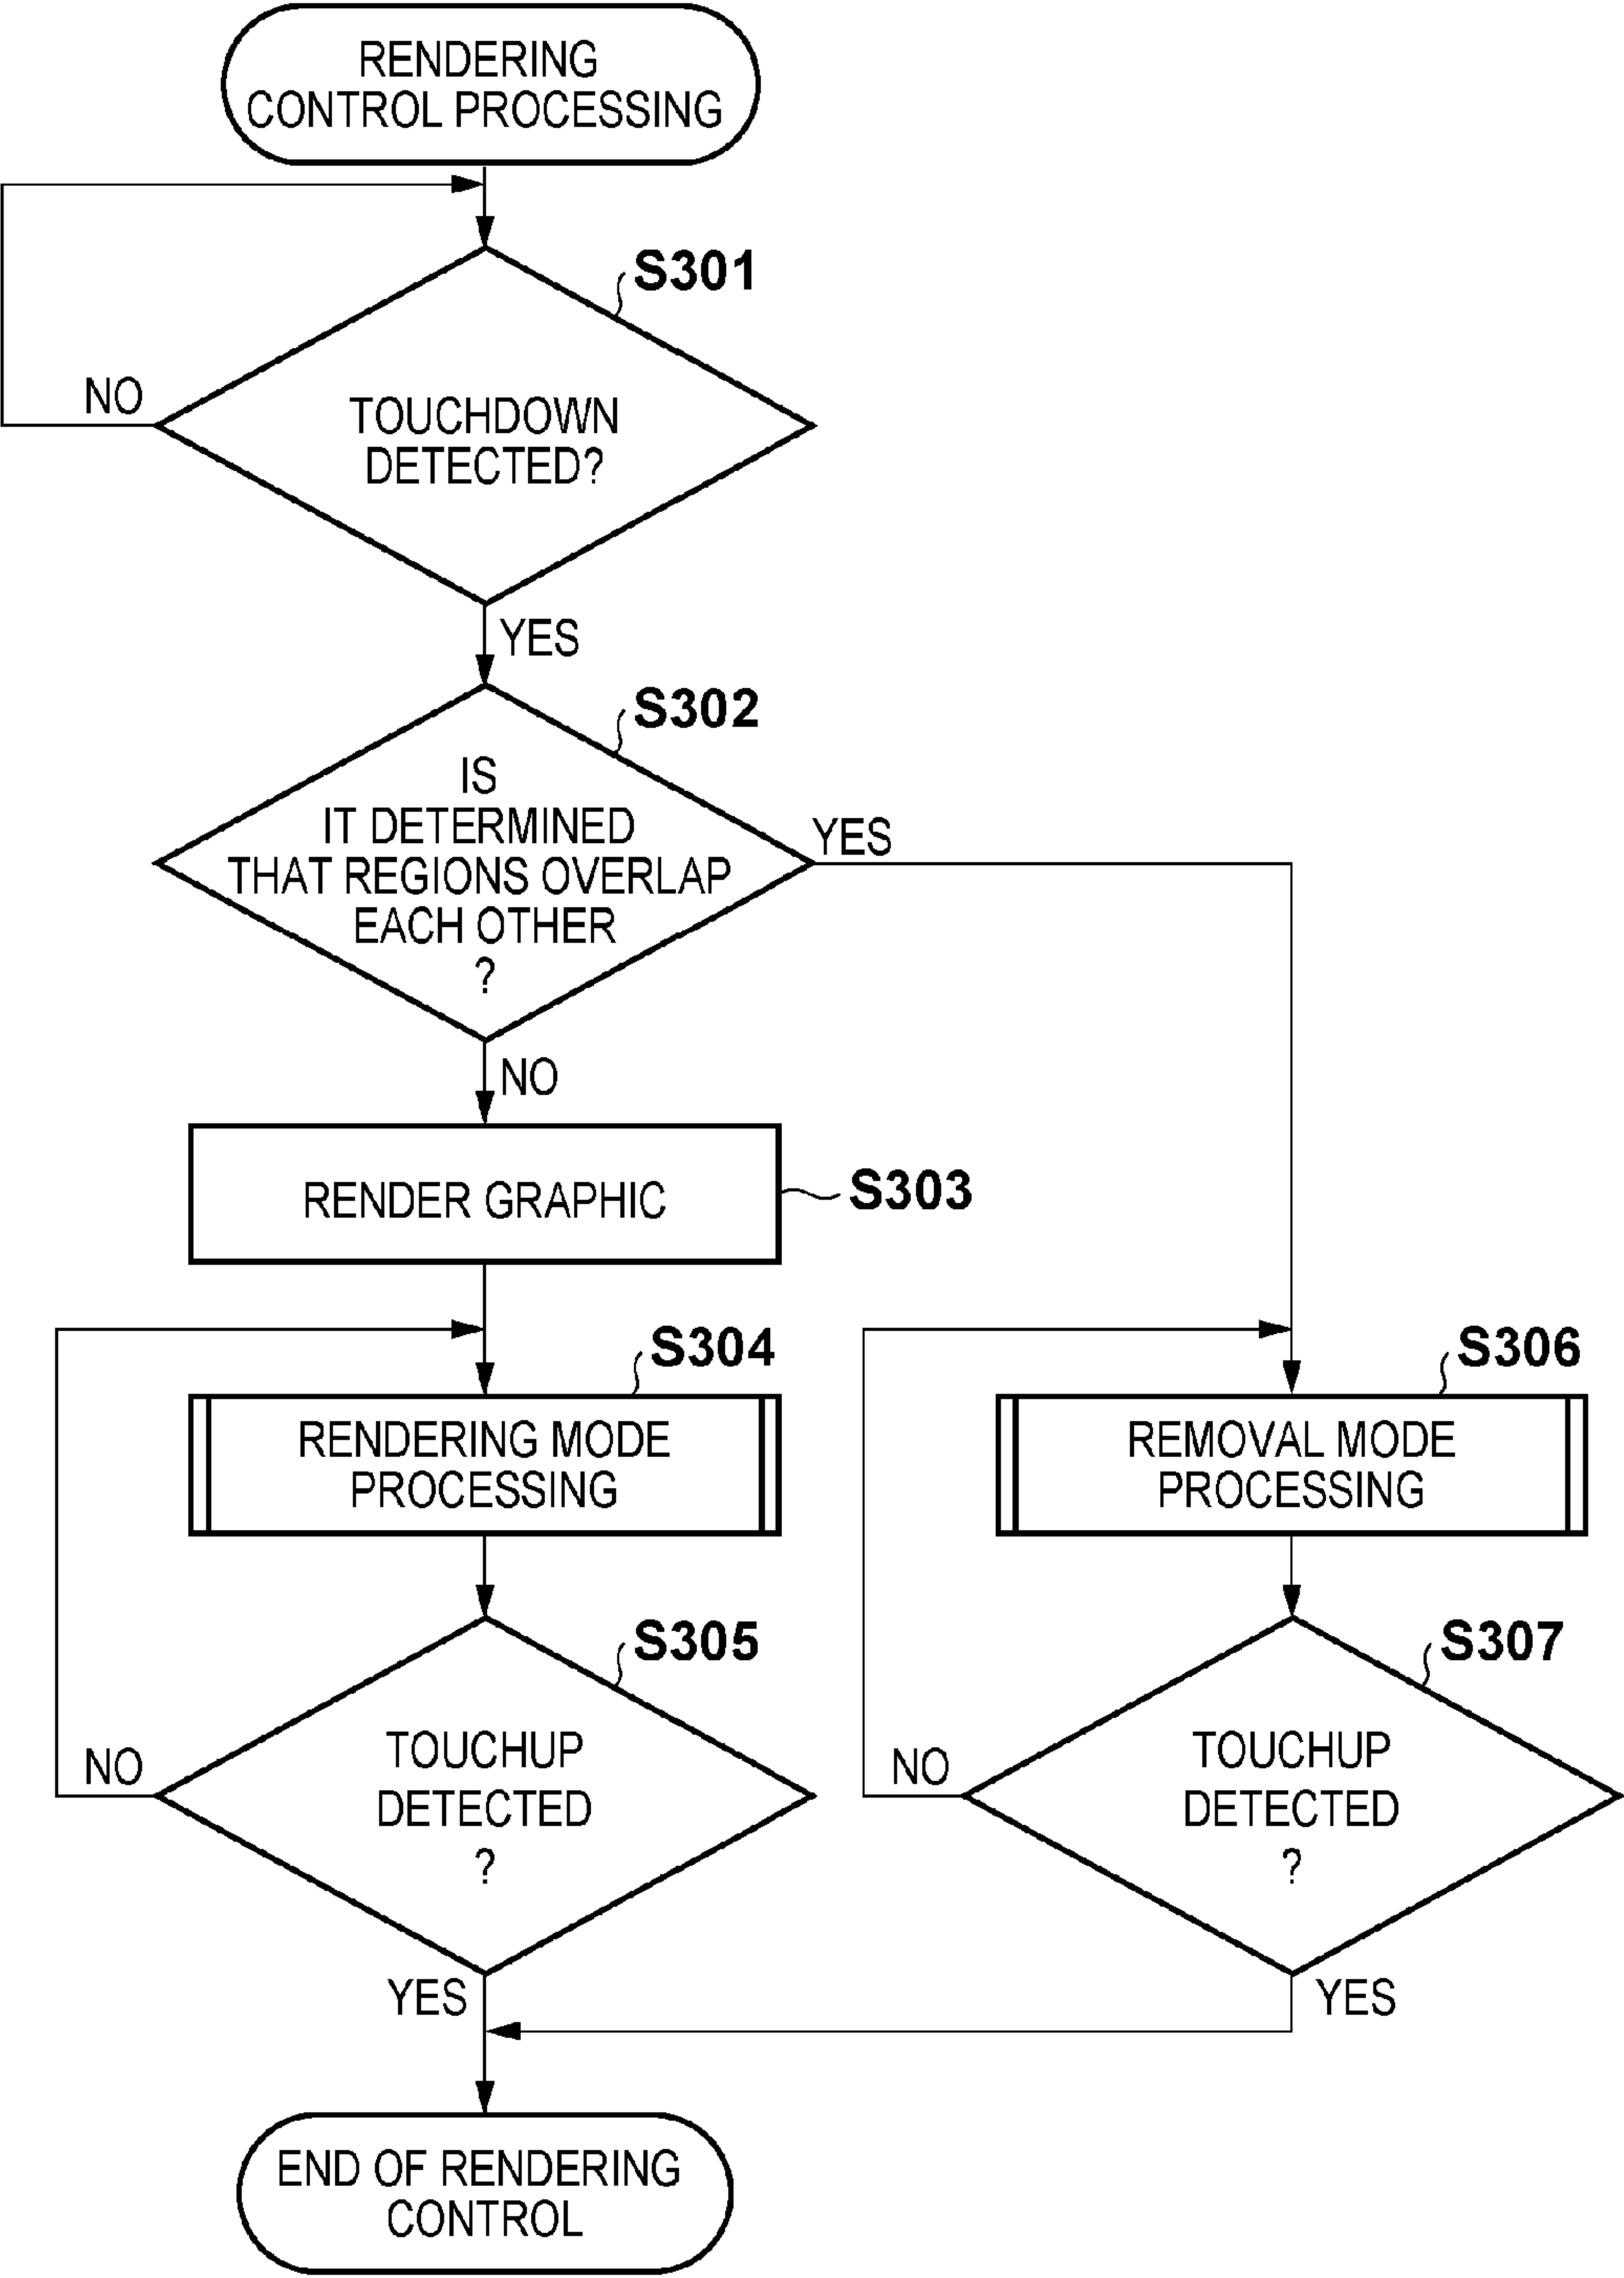 RENDERING
CONTROL PROCESSING
S301
NO
TOUCHDOWN
DETECTED?
YES
S302
IS
IT DETERMINED
THAT REGIONS OVERLAP
EACH OTHER
?
YES
NO
RENDER GRAPHIC
S303
S304
RENDERING MODE
PROCESSING
S306
REMOVAL MODE
PROCESSING
S305
TOUCHUP
DETECTED
?
NO
YES
S307
TOUCHUP
DETECTED
?
NO
YES
END OF RENDERING
CONTROL